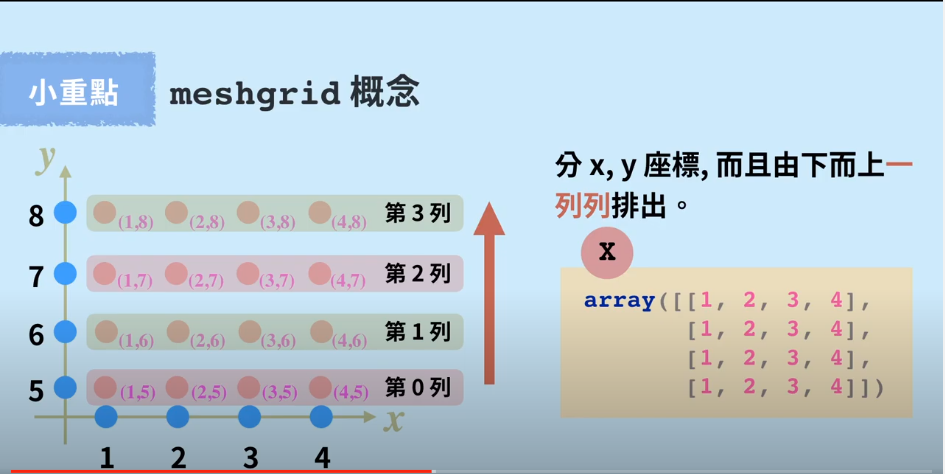 小重點 meshgrid 概念
分 x, y 座標, 而且由下而上一
列列排出。
y
8 (1,8) (2,8) (3,8) (4,8) 第 3 列
7 (1,7) (2,7) (3,7) (4,7) 第 2 列
6 (1,6) (2,6) (3,6) (4,6) 第 1 列
5 (1,5) (2,5) (3,5) (4,5) 第 0 列
x
1 2 3 4
X
array([[1, 2, 3, 4],
[1, 2, 3, 4],
[1, 2, 3, 4],
[1, 2, 3, 4]])